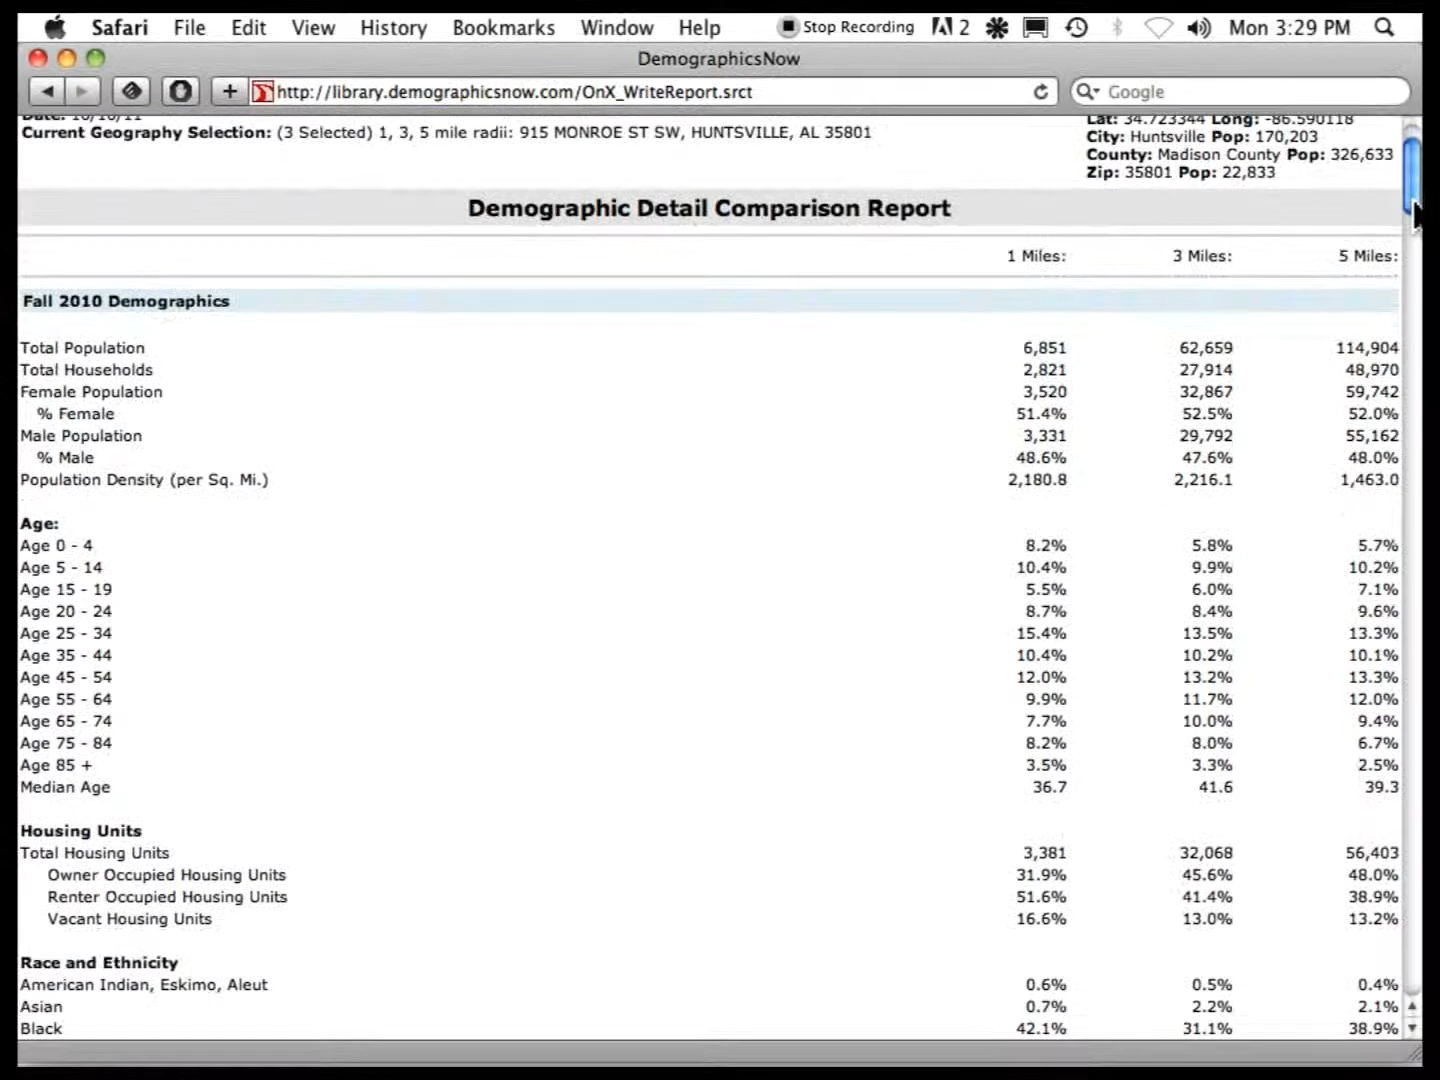 Safari File Edit View History Bookmarks Window Help Stop Recording 2 Mon 3:29 PM
DemographicsNow
+ http://library.demographicsnow.com/OnX_WriteReport.srct Google
Date: 10/10/11 Lat: 34.723344 Long: -86.590118
Current Geography Selection: (3 Selected) 1, 3, 5 mile radii: 915 MONROE ST SW, HUNTSVILLE, AL 35801
City: Huntsville Pop: 170,203
County: Madison County Pop: 326,633
Zip: 35801 Pop: 22,833
Demographic Detail Comparison Report
1 Miles: 3 Miles: 5 Miles:
Fall 2010 Demographics
Total Population 6,851 62,659 114,904
Total Households 2,821 27,914 48,970
Female Population 3,520 32,867 59,742
% Female 51.4% 52.5% 52.0%
Male Population 3,331 29,792 55,162
% Male 48.6% 47.6% 48.0%
Population Density (per Sq. Mi.) 2,180.8 2,216.1 1,463.0
Age:
Age 0 - 4 8.2% 5.8% 5.7%
Age 5 - 14 10.4% 9.9% 10.2%
Age 15 - 19 5.5% 6.0% 7.1%
Age 20 - 24 8.7% 8.4% 9.6%
Age 25 - 34 15.4% 13.5% 13.3%
Age 35 - 44 10.4% 10.2% 10.1%
Age 45 - 54 12.0% 13.2% 13.3%
Age 55 - 64 9.9% 11.7% 12.0%
Age 65 - 74 7.7% 10.0% 9.4%
Age 75 - 84 8.2% 8.0% 6.7%
Age 85 + 3.5% 3.3% 2.5%
Median Age 36.7 41.6 39.3
Housing Units
Total Housing Units 3,381 32,068 56,403
Owner Occupied Housing Units 31.9% 45.6% 48.0%
Renter Occupied Housing Units 51.6% 41.4% 38.9%
Vacant Housing Units 16.6% 13.0% 13.2%
Race and Ethnicity
American Indian, Eskimo, Aleut 0.6% 0.5% 0.4%
Asian 0.7% 2.2% 2.1%
Black 42.1% 31.1% 38.9%